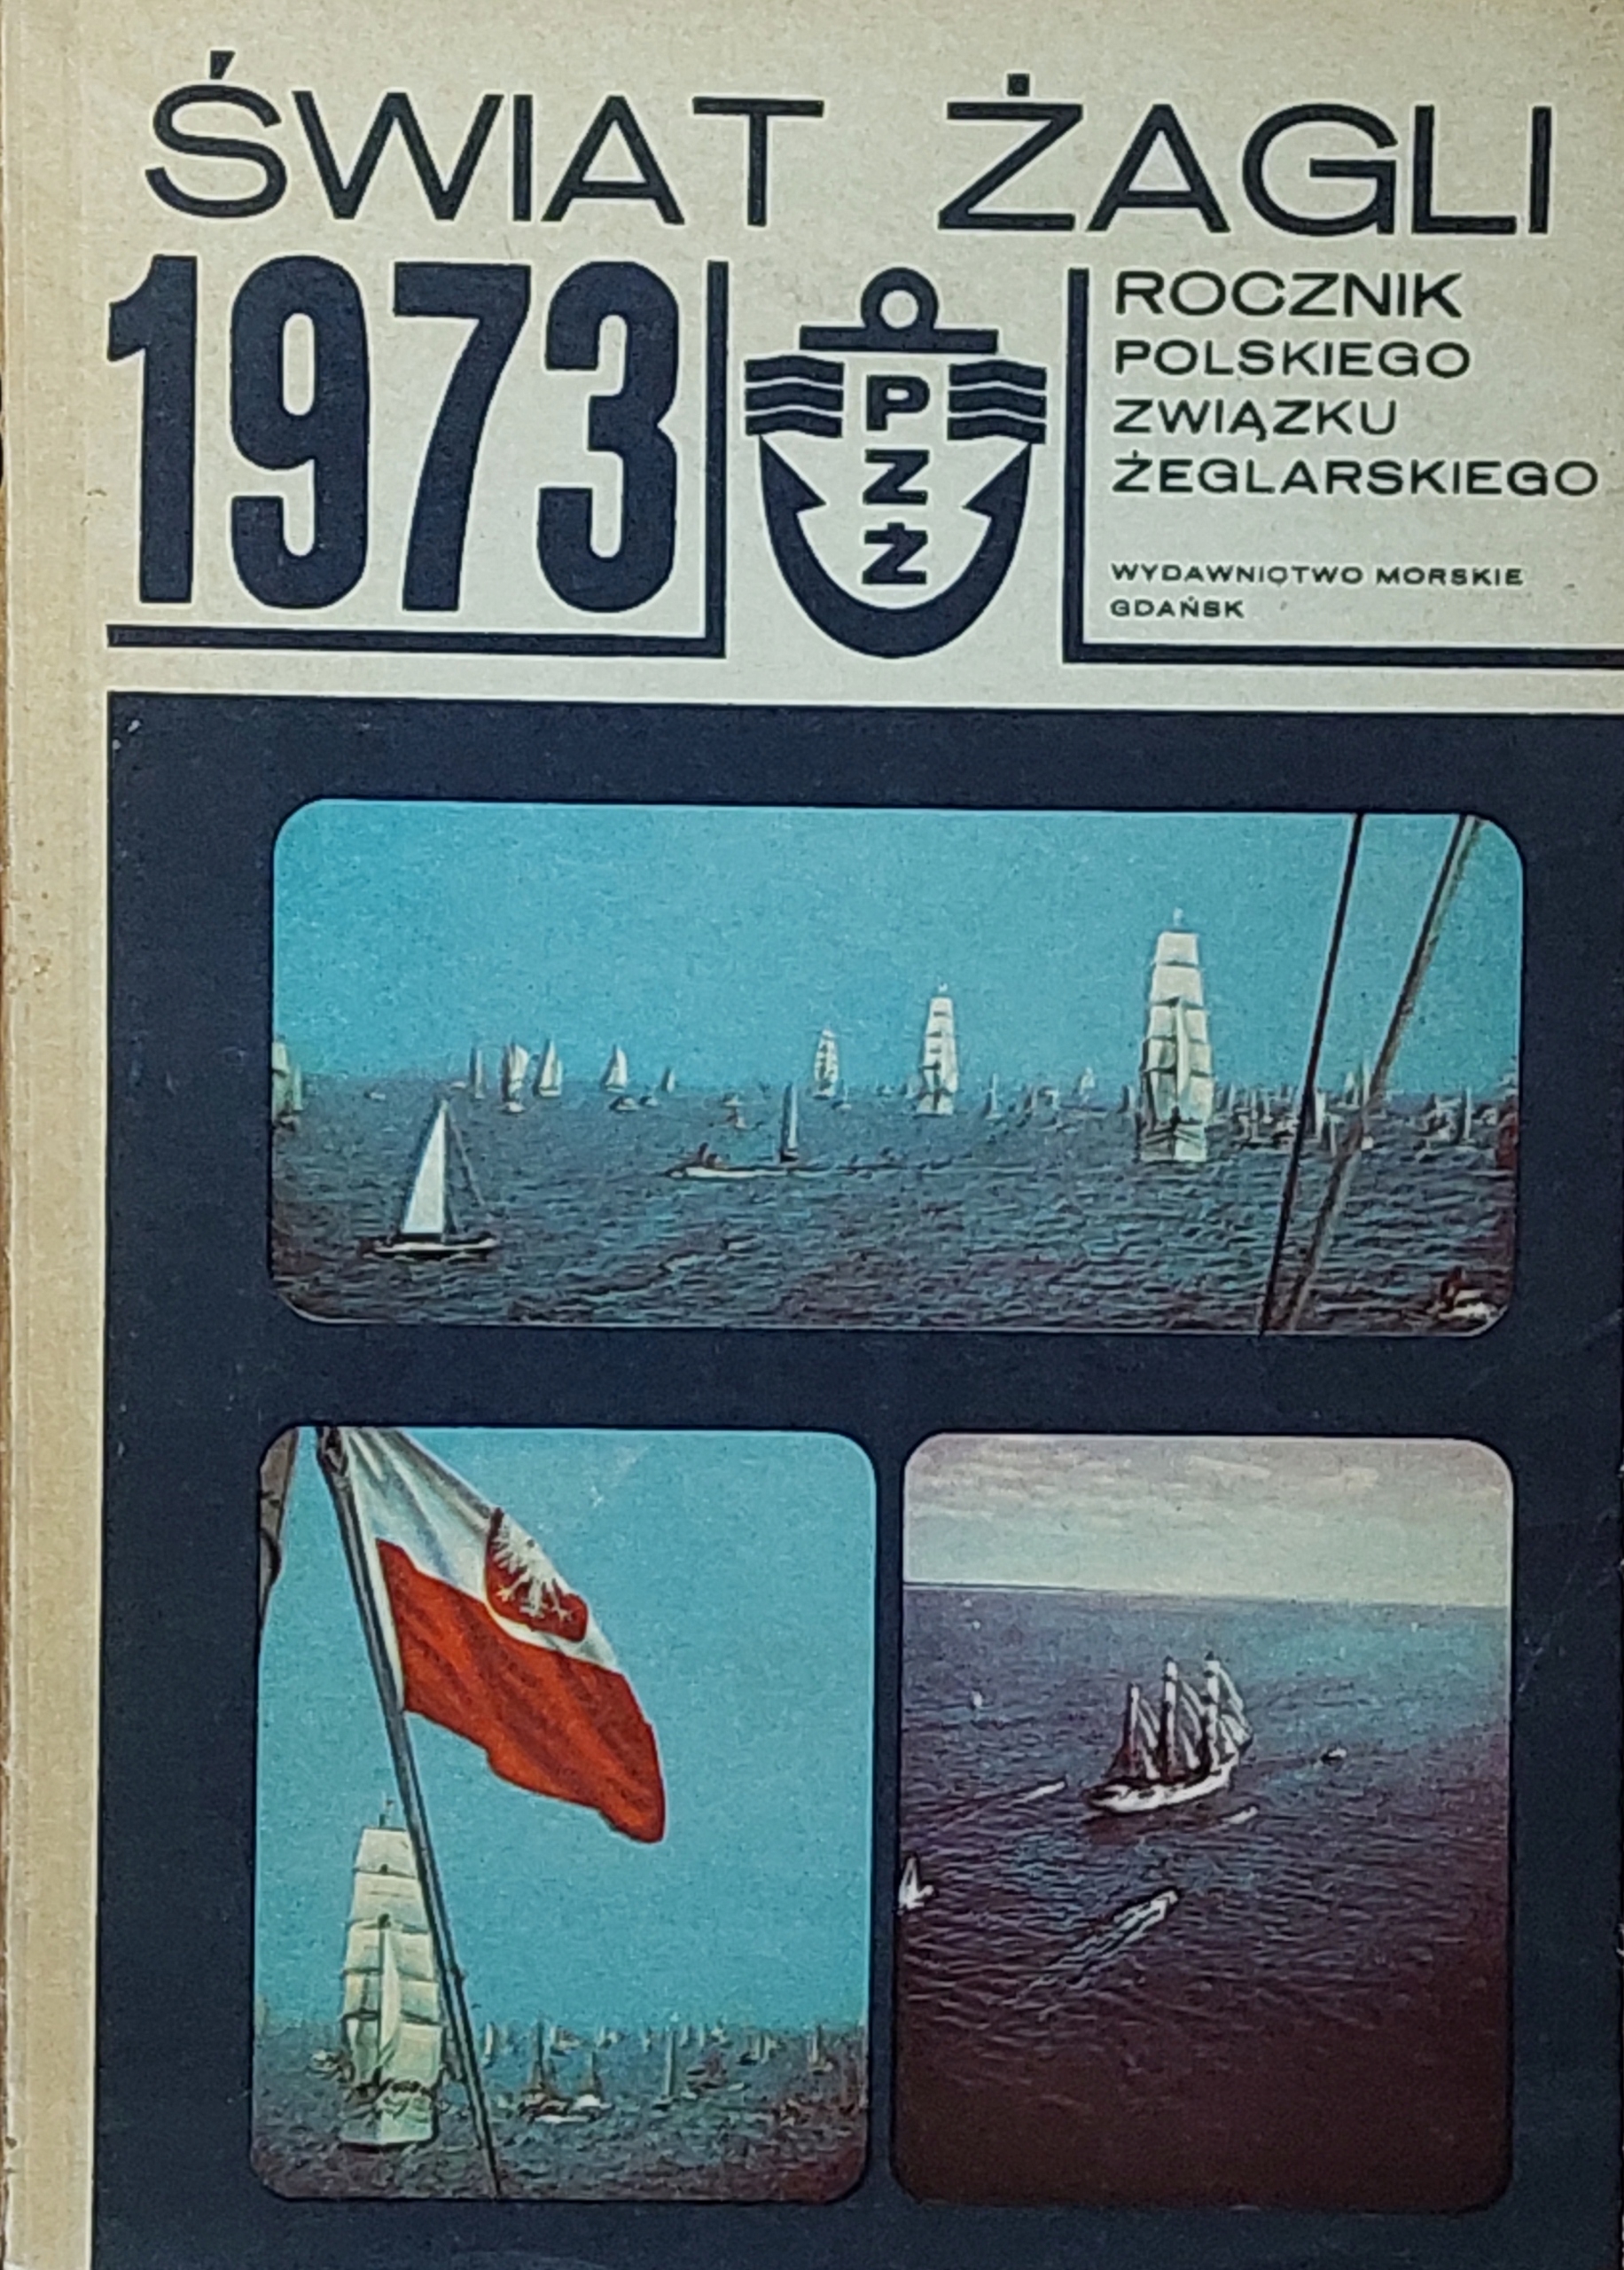 ŚWIAT ŻAGLI
1973
P
Z
Ż
ROCZNIK
POLSKIEGO
ZWIĄZKU
ŻEGLARSKIEGO
WYDAWNICTWO MORSKIE
GDAŃSK